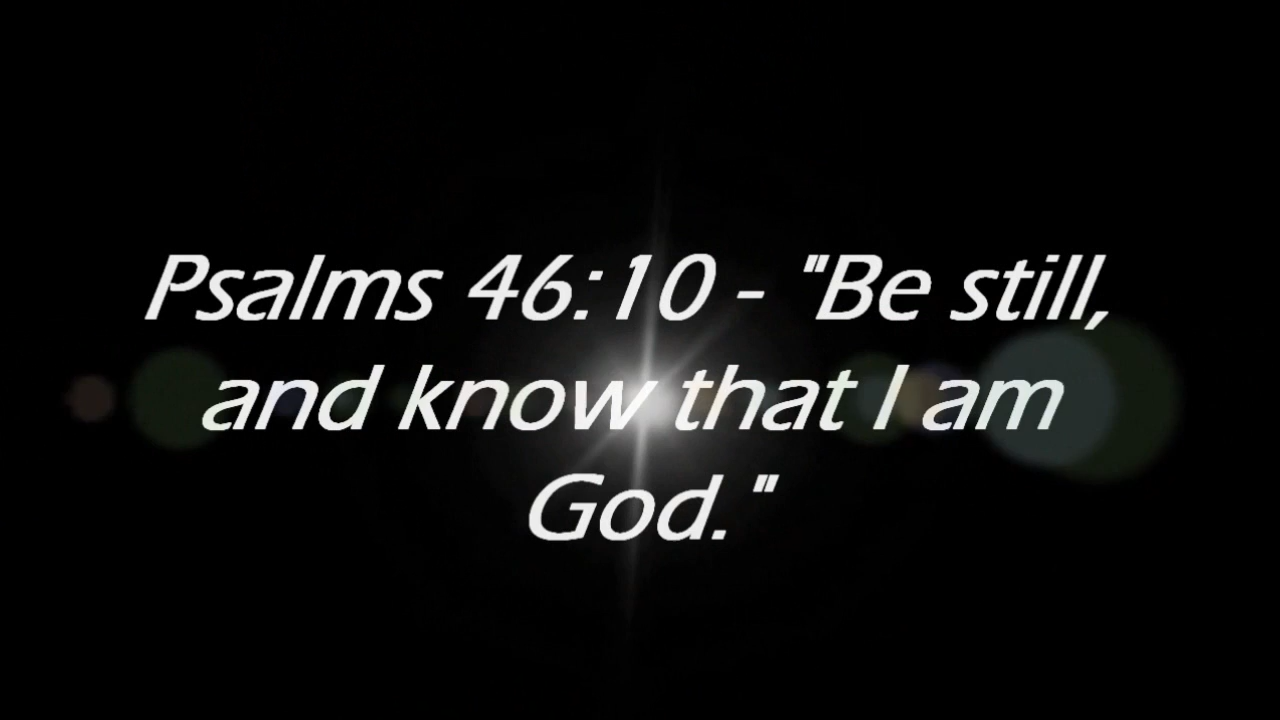 Psalms 46:10 - "Be still,
and know that I am
God."